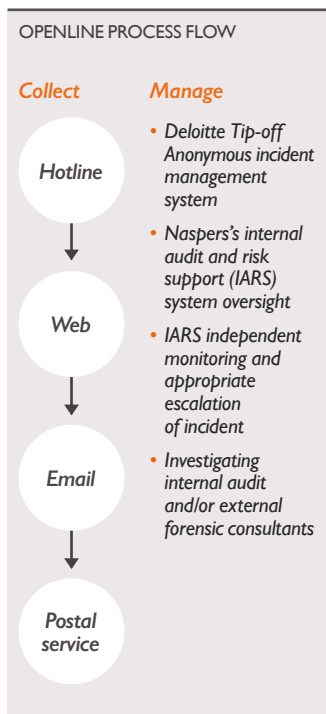 OPENLINE PROCESS FLOW
Collect
Hotline
Web
Email
Postal
service
Manage
• Deloitte Tip-off
Anonymous incident
management
system
• Naspers's internal
audit and risk
support (IARS)
system oversight
• IARS independent
monitoring and
appropriate
escalation
of incident
• Investigating
internal audit
and/or external
forensic consultants